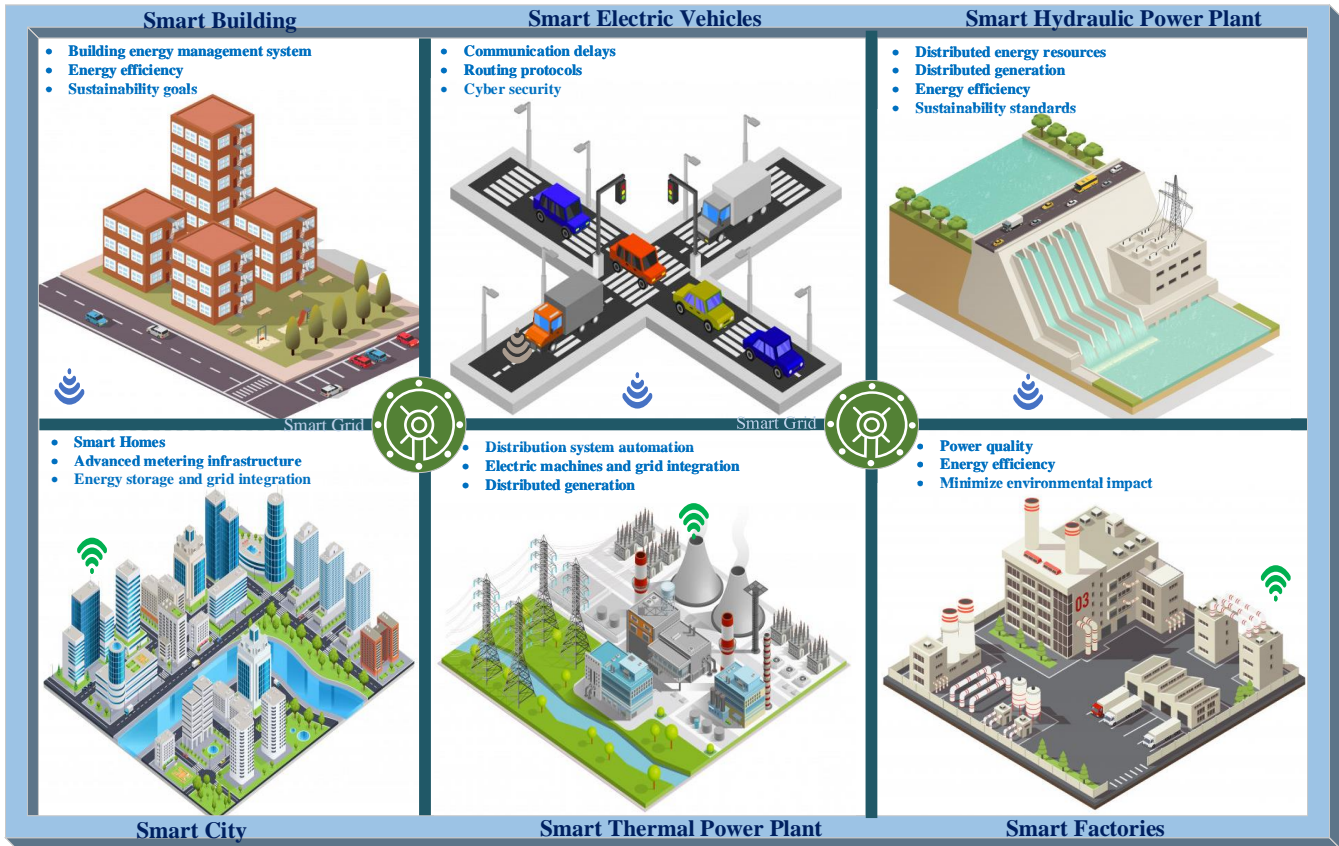 Smart Building
Smart Electric Vehicles
Smart Hydraulic Power Plant
• Building energy management system
• Energy efficiency
• Sustainability goals
• Communication delays
• Routing protocols
• Cyber security
• Distributed energy resources
• Distributed generation
• Energy efficiency
• Sustainability standards
Smart Grid
Smart Grid
• Smart Homes
• Advanced metering infrastructure
• Energy storage and grid integration
• Distribution system automation
• Electric machines and grid integration
• Distributed generation
• Power quality
• Energy efficiency
• Minimize environmental impact
03
Smart City
Smart Thermal Power Plant
Smart Factories